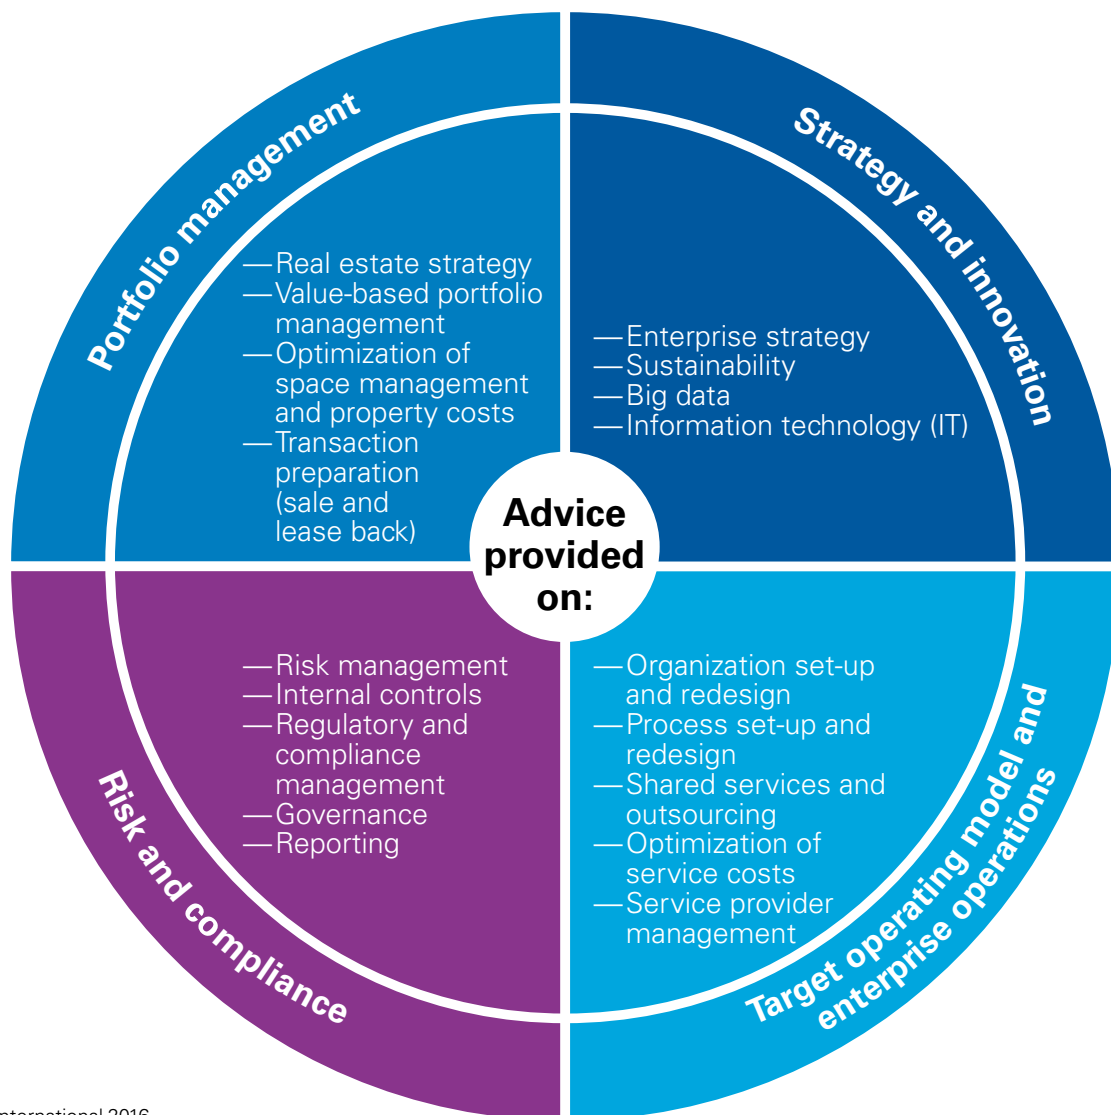 Portfolio management
—Real estate strategy
—Value-based portfolio
management
—Optimization of
space management
and property costs
—Transaction
preparation
(sale and
lease back)
Strategy and innovation
—Enterprise strategy
—Sustainability
—Big data
—Information technology (IT)
Advice
provided
on:
Risk and compliance
—Risk management
—Internal controls
—Regulatory and
compliance
management
—Governance
—Reporting
Target operating model and
enterprise operations
—Organization set-up
and redesign
—Process set-up and
redesign
—Shared services and
outsourcing
—Optimization of
service costs
—Service provider
management
nternational 2016